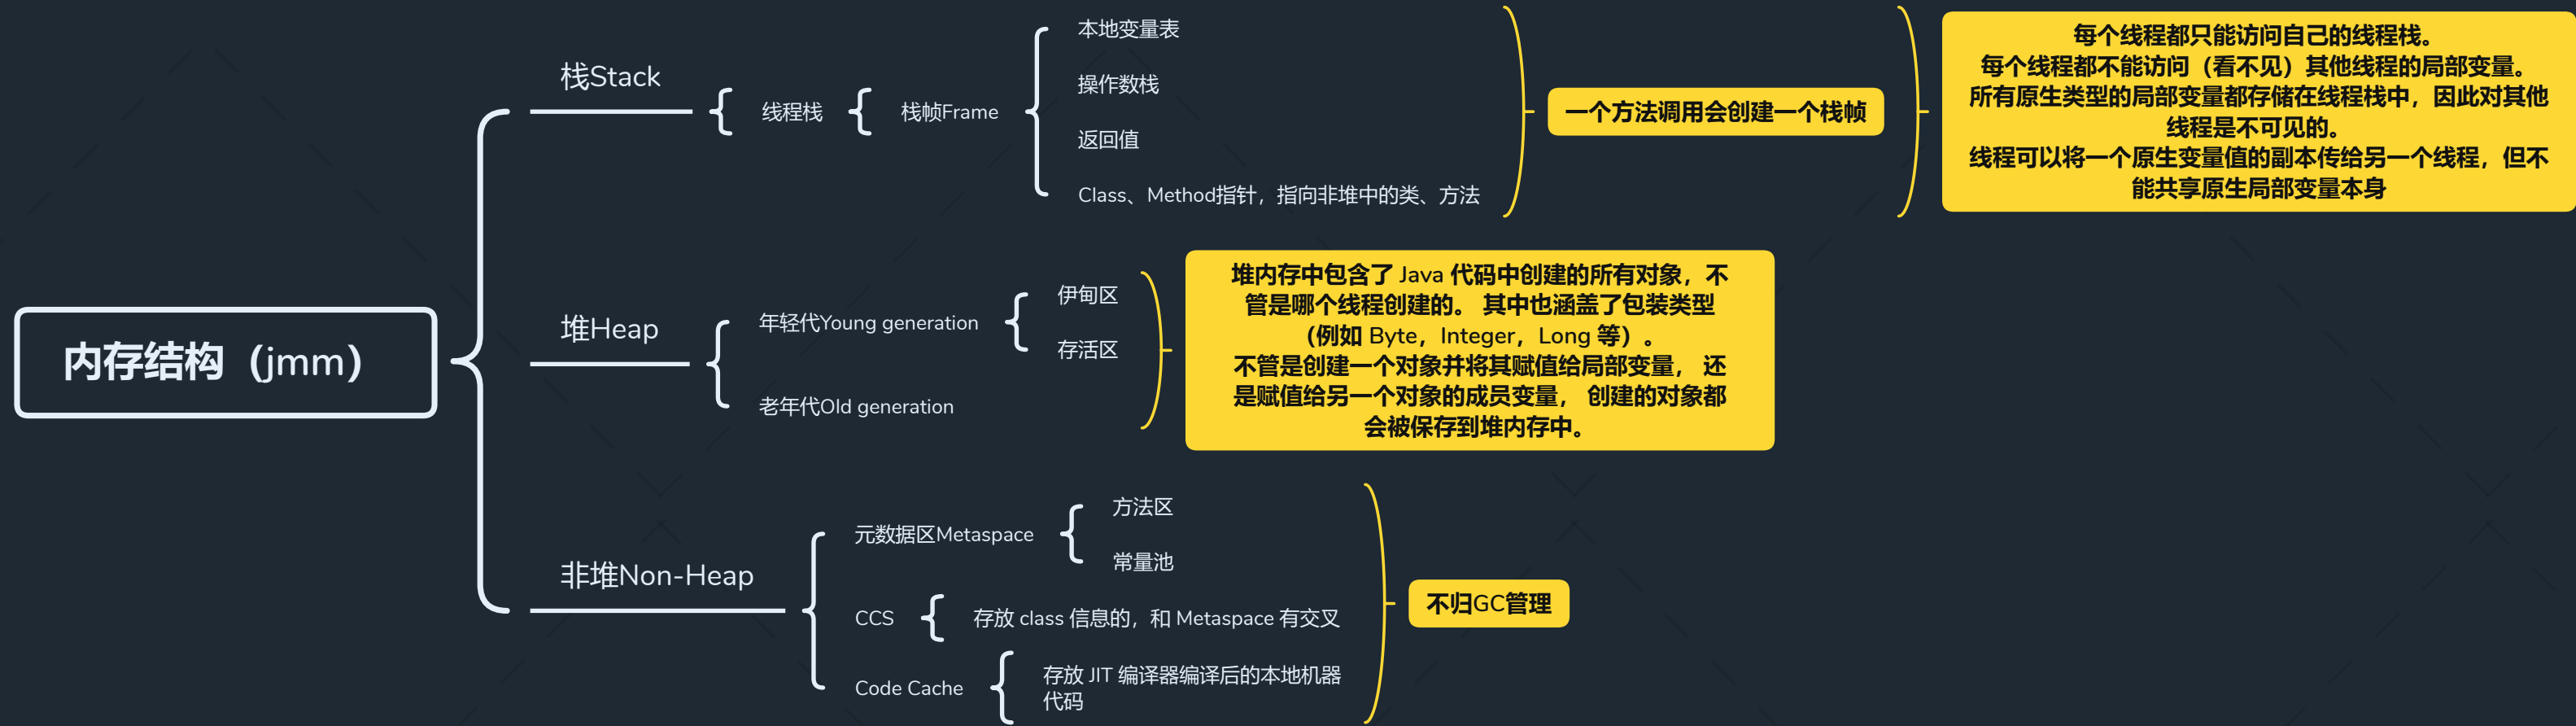 内存结构（jmm）
栈Stack
线程栈
栈帧Frame
本地变量表
操作数栈
返回值
Class、Method指针，指向非堆中的类、方法
一个方法调用会创建一个栈帧
每个线程都只能访问自己的线程栈。
每个线程都不能访问（看不见）其他线程的局部变量。
所有原生类型的局部变量都存储在线程栈中，因此对其他
线程是不可见的。
线程可以将一个原生变量值的副本传给另一个线程，但不
能共享原生局部变量本身
堆Heap
年轻代Young generation
伊甸区
存活区
老年代Old generation
堆内存中包含了 Java 代码中创建的所有对象，不
管是哪个线程创建的。 其中也涵盖了包装类型
（例如 Byte，Integer，Long 等）。
不管是创建一个对象并将其赋值给局部变量， 还
是赋值给另一个对象的成员变量， 创建的对象都
会被保存到堆内存中。
非堆Non-Heap
元数据区Metaspace
方法区
常量池
CCS
存放 class 信息的，和 Metaspace 有交叉
Code Cache
存放 JIT 编译器编译后的本地机器
代码
不归GC管理